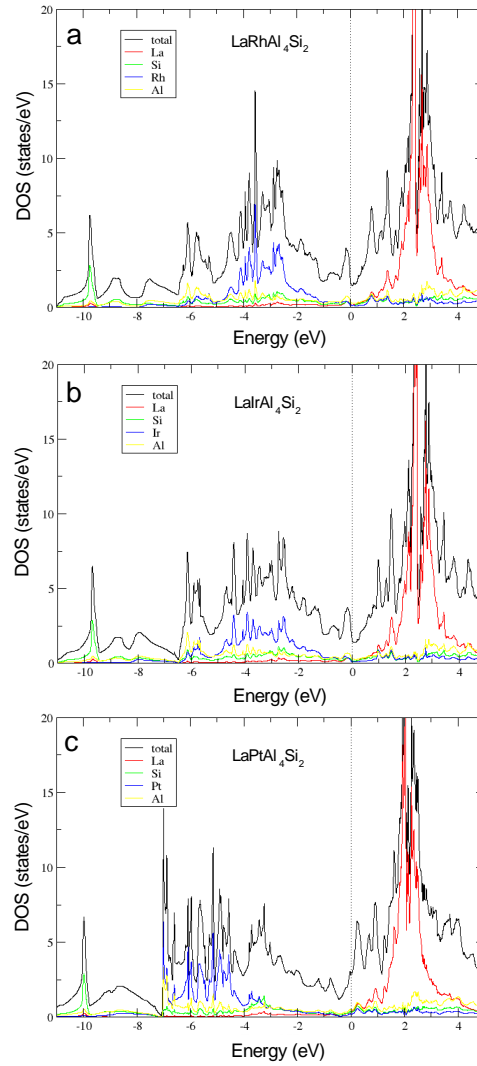 a
LaRhAl4Si2
total
La
Si
Rh
Al
DOS (states/eV)
20
15
10
5
0
-10 -8 -6 -4 -2 0 2 4
Energy (eV)
b
LaIrAl4Si2
total
La
Si
Ir
Al
DOS (states/eV)
20
15
10
5
0
-10 -8 -6 -4 -2 0 2 4
Energy (eV)
c
LaPtAl4Si2
total
La
Si
Pt
Al
DOS (states/eV)
20
15
10
5
0
-10 -8 -6 -4 -2 0 2 4
Energy (eV)